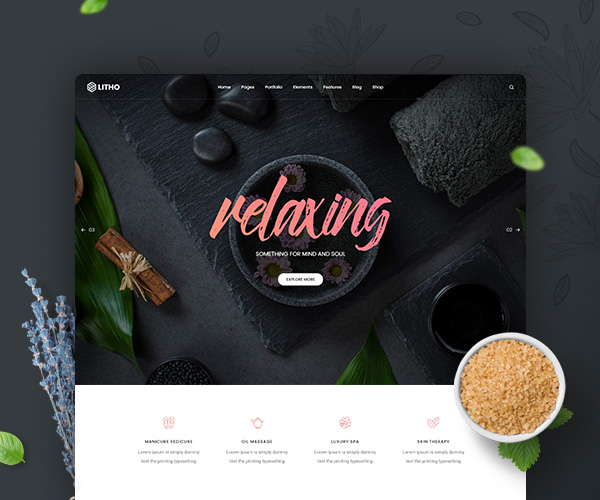 LITHO
Home Pages Portfolio Elements Features Blog Shop
relaxing
03
02
SOMETHING FOR MIND AND SOUL
EXPLORE MORE
MANICURE PEDICURE
Lorem ipsum is simply dummy
text the printing typesetting.
OIL MASSAGE
Lorem ipsum is simply dummy
text the printing typesetting.
LUXURY SPA
Lorem ipsum is simply dummy
text the printing typesetting.
SKIN THERAPY
Lorem ipsum is simply dummy
text the printing typesetting.